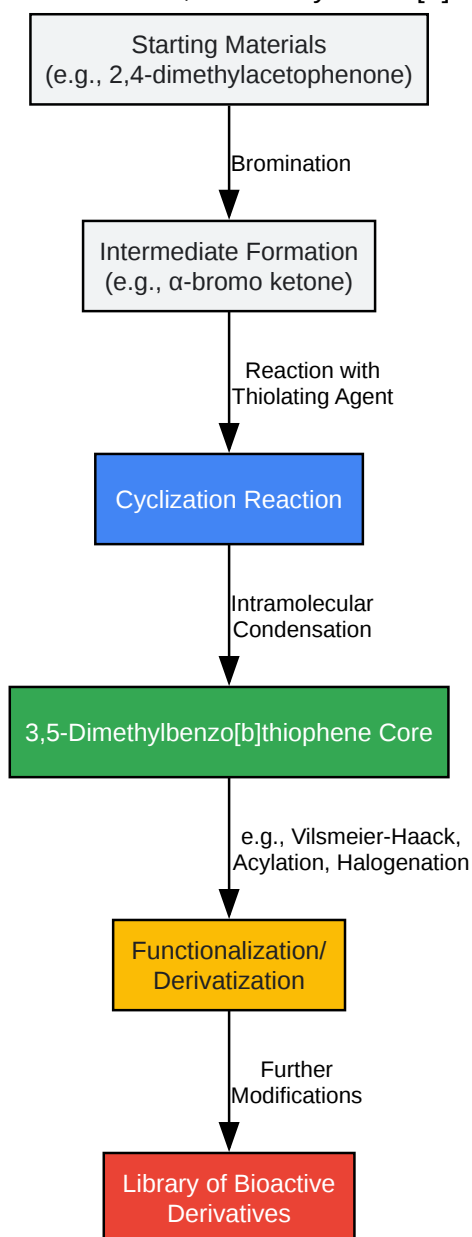 Starting Materials
(e.g., 2,4-dimethylacetophenone)
Bromination
Intermediate Formation
(e.g., α-bromo ketone)
Reaction with
Thiolating Agent
Cyclization Reaction
Intramolecular
Condensation
3,5-Dimethylbenzo[b]thiophene Core
e.g., Vilsmeier-Haack,
Acylation, Halogenation
Functionalization/
Derivatization
Further
Modifications
Library of Bioactive
Derivatives